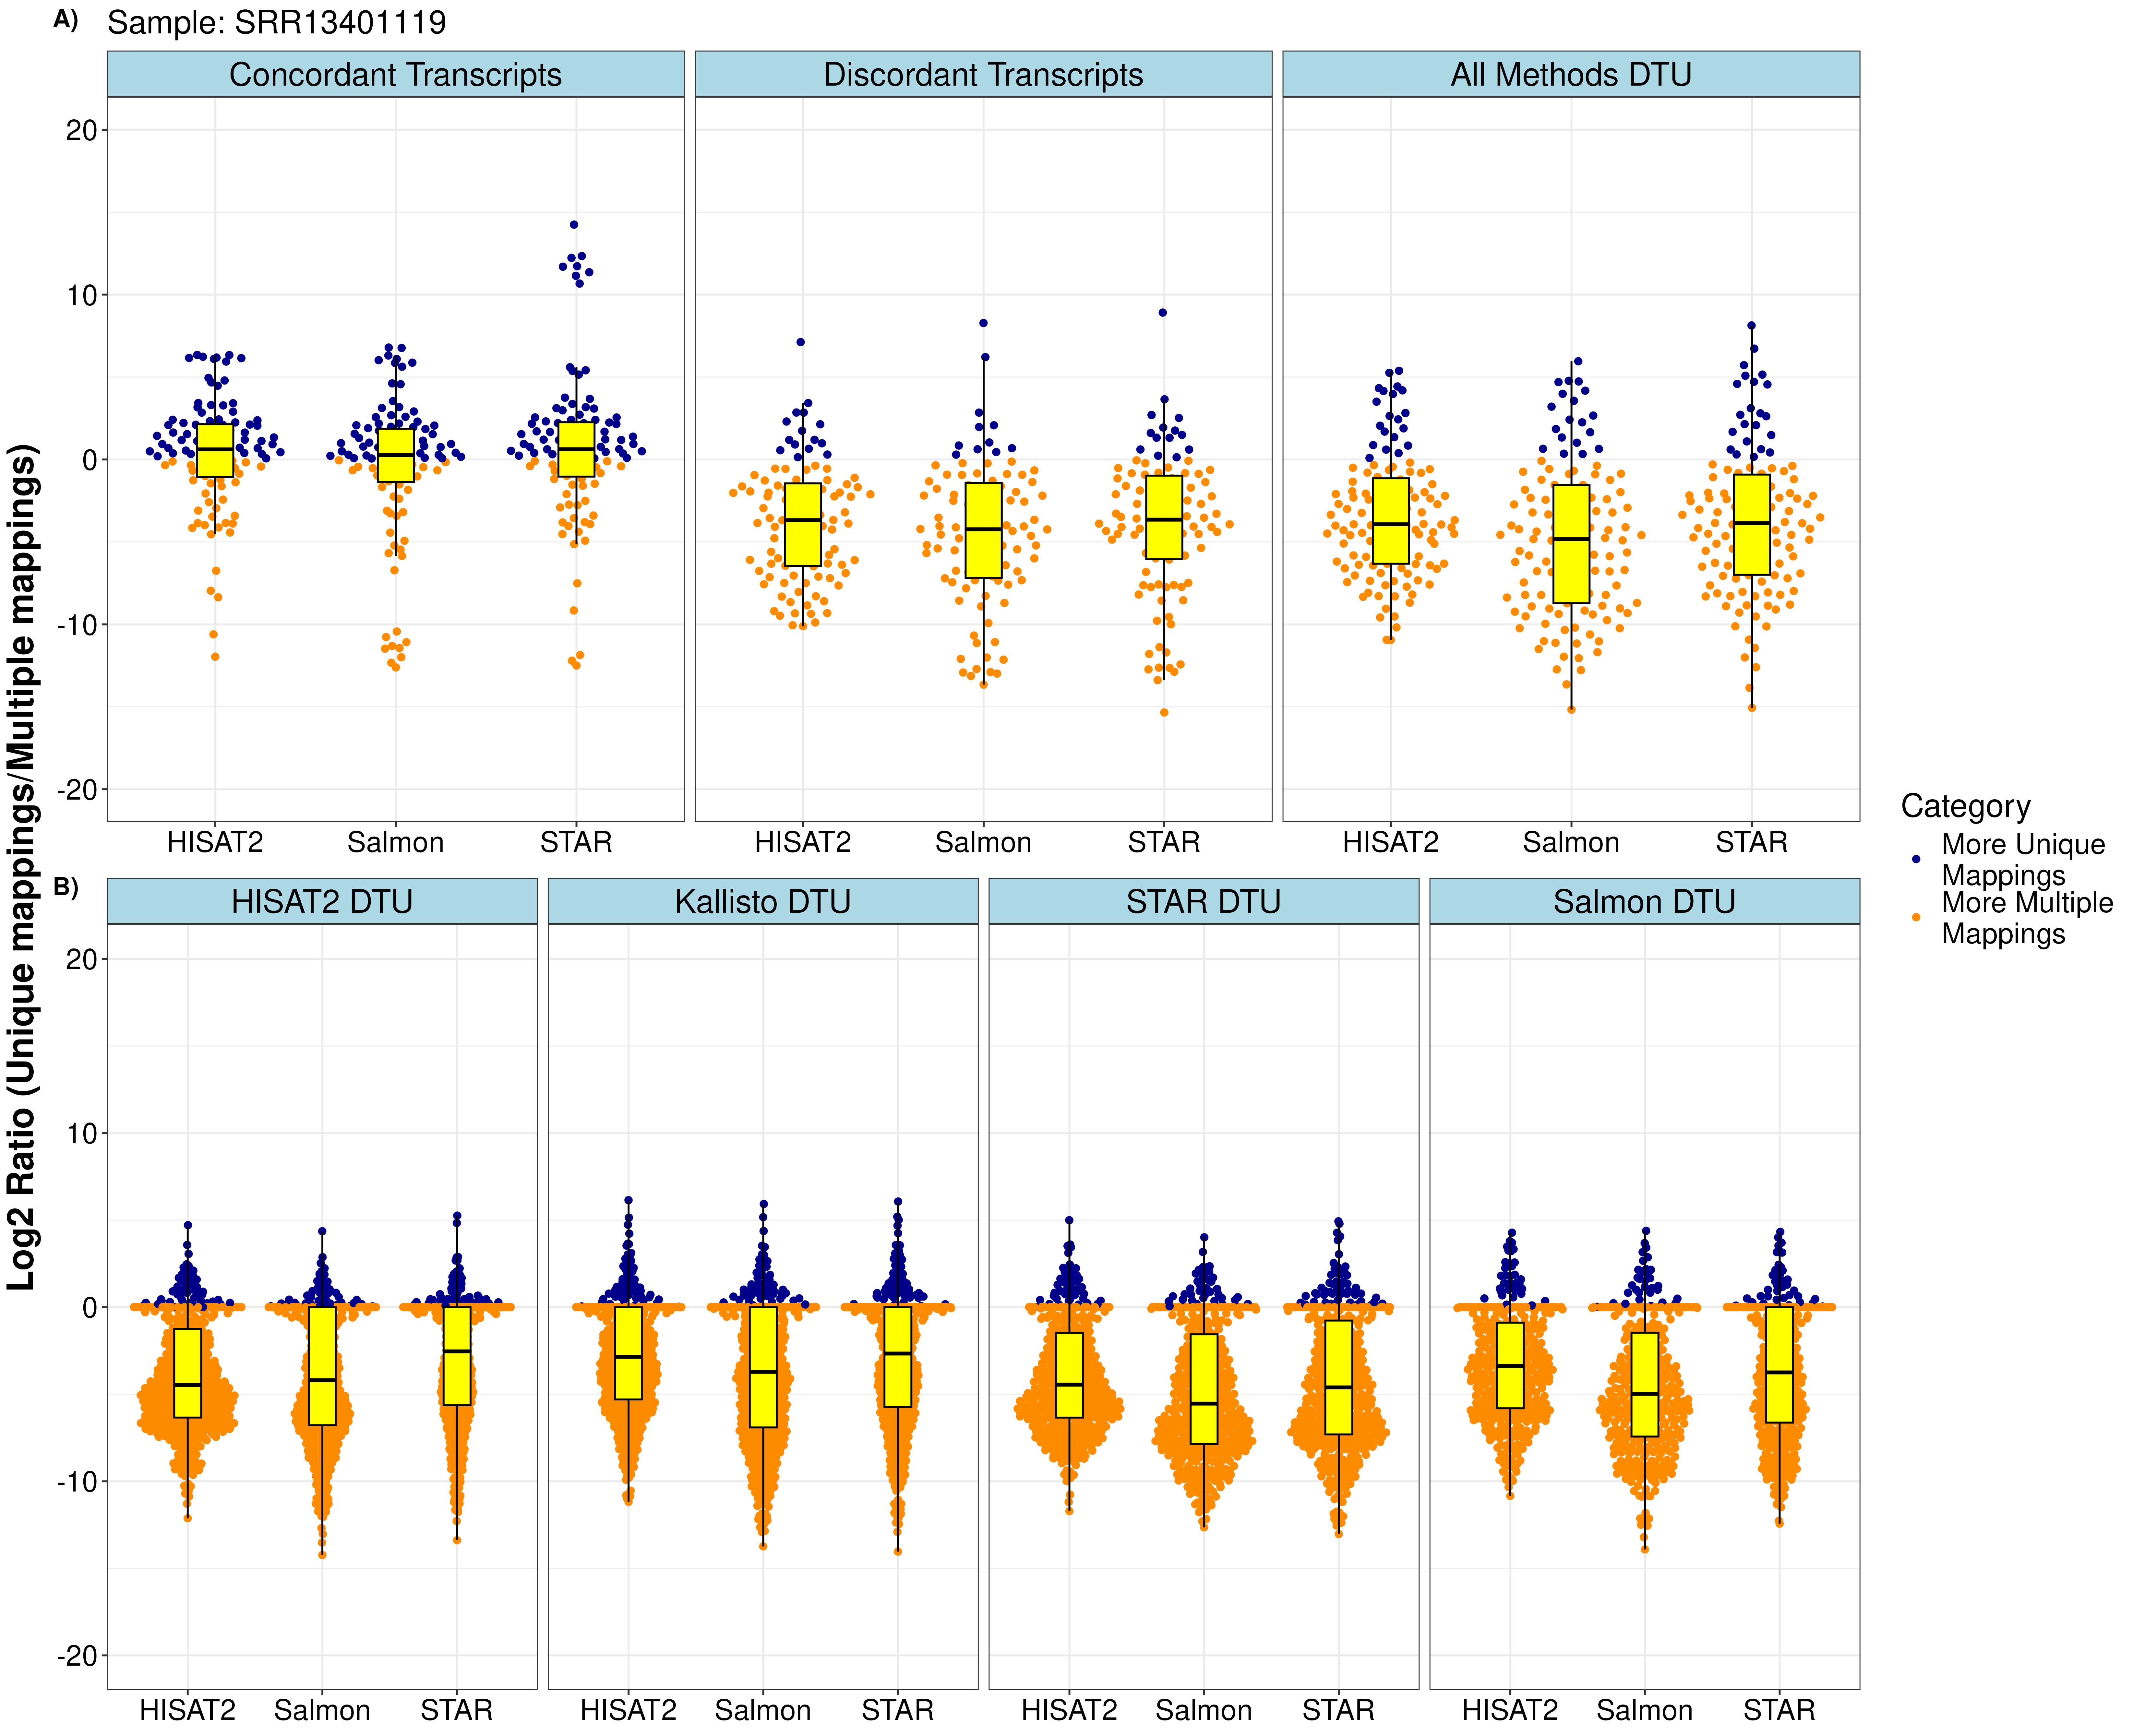 A) Sample: SRR13401119
Concordant Transcripts Discordant Transcripts All Methods DTU
20
10
0
-10
-20
HISAT2 Salmon STAR HISAT2 Salmon STAR HISAT2 Salmon STAR
Log2 Ratio (Unique mappings/Multiple mappings)
Category
More Unique
Mappings
More Multiple
Mappings
B)
HISAT2 DTU Kallisto DTU STAR DTU Salmon DTU
20
10
0
-10
-20
HISAT2 Salmon STAR HISAT2 Salmon STAR HISAT2 Salmon STAR HISAT2 Salmon STAR